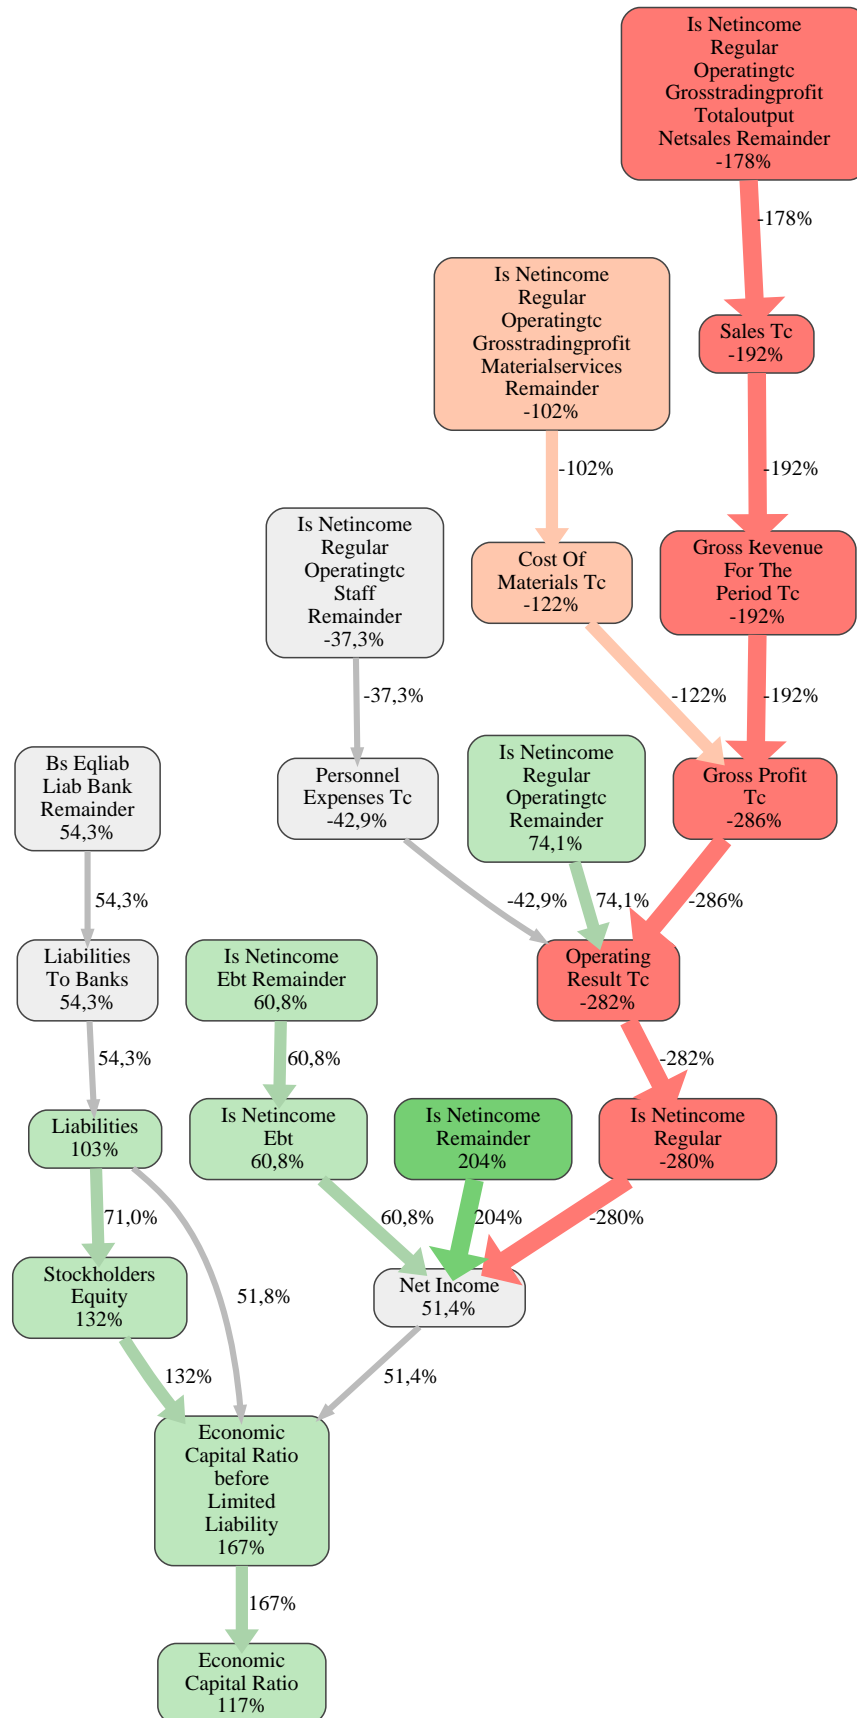 Is Netincome
Regular
Operatingtc
Grosstradingprofit
Totaloutput
Netsales Remainder
-178%
-178%
Is Netincome
Regular
Operatingtc
Grosstradingprofit
Materialservices
Remainder
-102%
Sales Tc
-192%
-102%
-192%
Is Netincome
Regular
Operatingtc
Staff
Remainder
-37,3%
Cost Of
Materials Tc
-122%
Gross Revenue
For The
Period Tc
-192%
-37,3%
-122%
-192%
Bs Eqliab
Liab Bank
Remainder
54,3%
Personnel
Expenses Tc
-42,9%
Is Netincome
Regular
Operatingtc
Remainder
74,1%
Gross Profit
Tc
-286%
54,3%
-42,9%
74,1%
-286%
Liabilities
To Banks
54,3%
Is Netincome
Ebt Remainder
60,8%
Operating
Result Tc
-282%
54,3%
60,8%
-282%
Liabilities
103%
Is Netincome
Ebt
60,8%
Is Netincome
Remainder
204%
Is Netincome
Regular
-280%
71,0%
60,8%
204%
-280%
Stockholders
Equity
132%
51,8%
Net Income
51,4%
132%
51,4%
Economic
Capital Ratio
before
Limited
Liability
167%
167%
Economic
Capital Ratio
117%